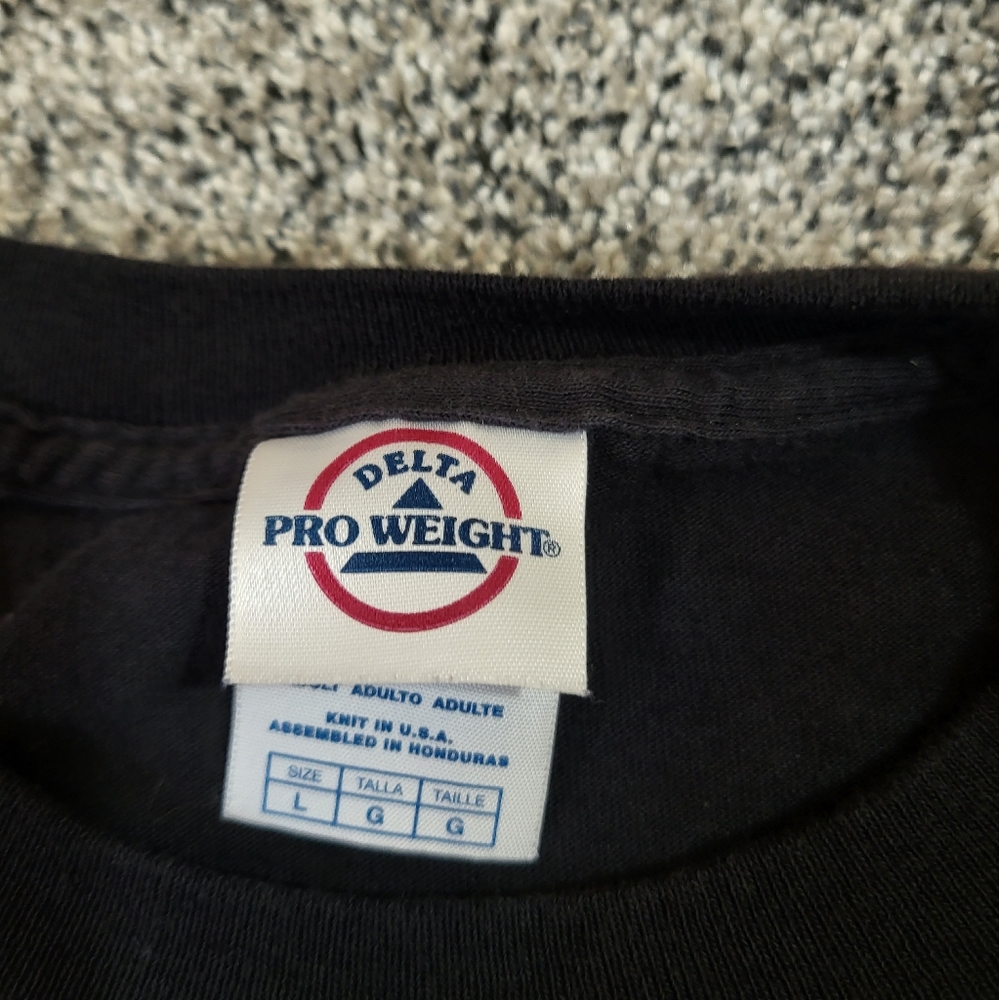 DELTA
PRO WEIGHT®
ADULTO ADULTE
KNIT IN U.S.A.
ASSEMBLED IN HONDURAS
SIZE TALLA TAILLE
L G G